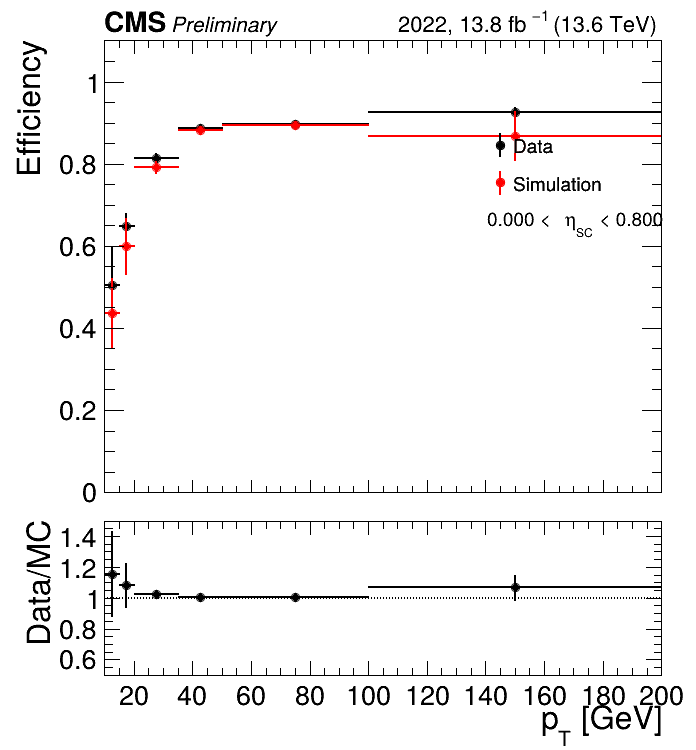 CMS Preliminary 2022, 13.8 fb⁻¹ (13.6 TeV)
Efficiency
1
0.8
0.6
0.4
0.2
0
Data
Simulation
0.000 < η_SC < 0.800
Data/MC
1.4
1.2
1
0.8
0.6
20 40 60 80 100 120 140 160 180 200
p_T [GeV]